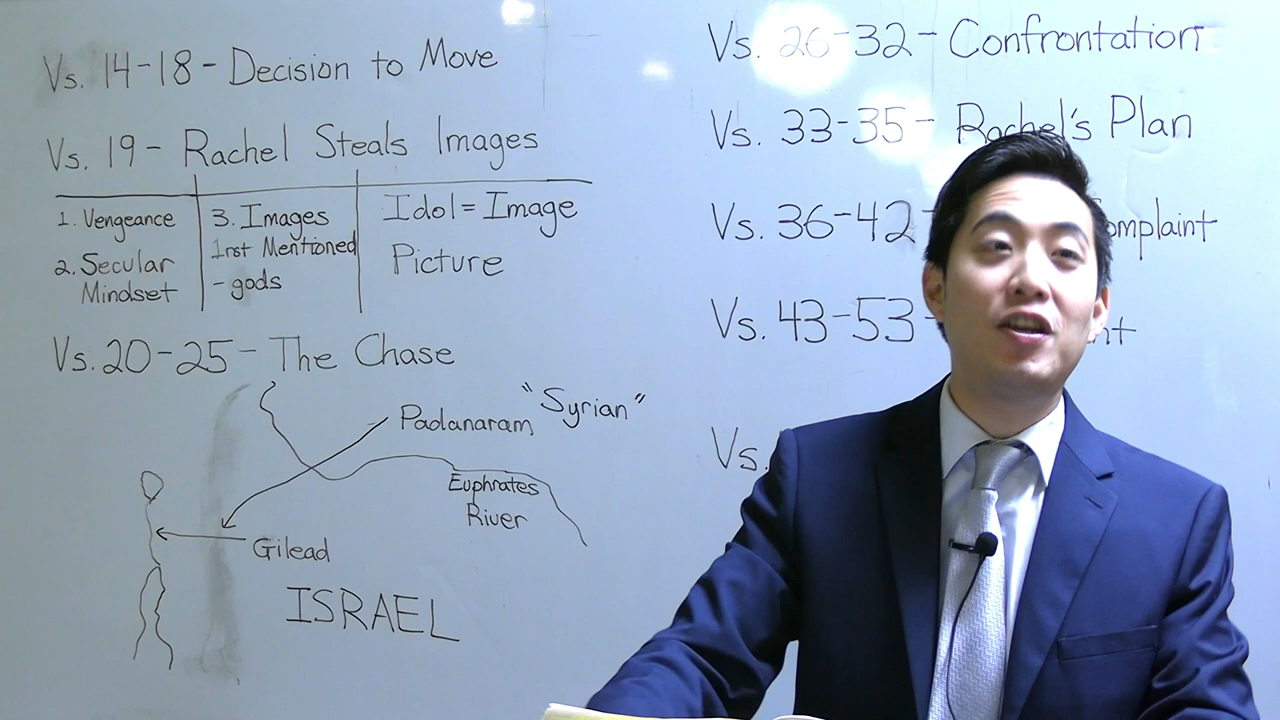 Vs. 14-18- Decision to Move
Vs. 19- Rachel Steals Images
1. Vengeance
2. Secular
Mindset
3. Images
1rst Mentioned
- gods
Idol = Image
Picture
Vs. 20-25- The Chase
Padanaram, "Syrian"
Euphrates
River
Gilead
ISRAEL
Vs. 26-32- Confrontation
Vs. 33-35- Rachel's Plan
Vs. 36-42-
Vs. 43-53-
Vs.